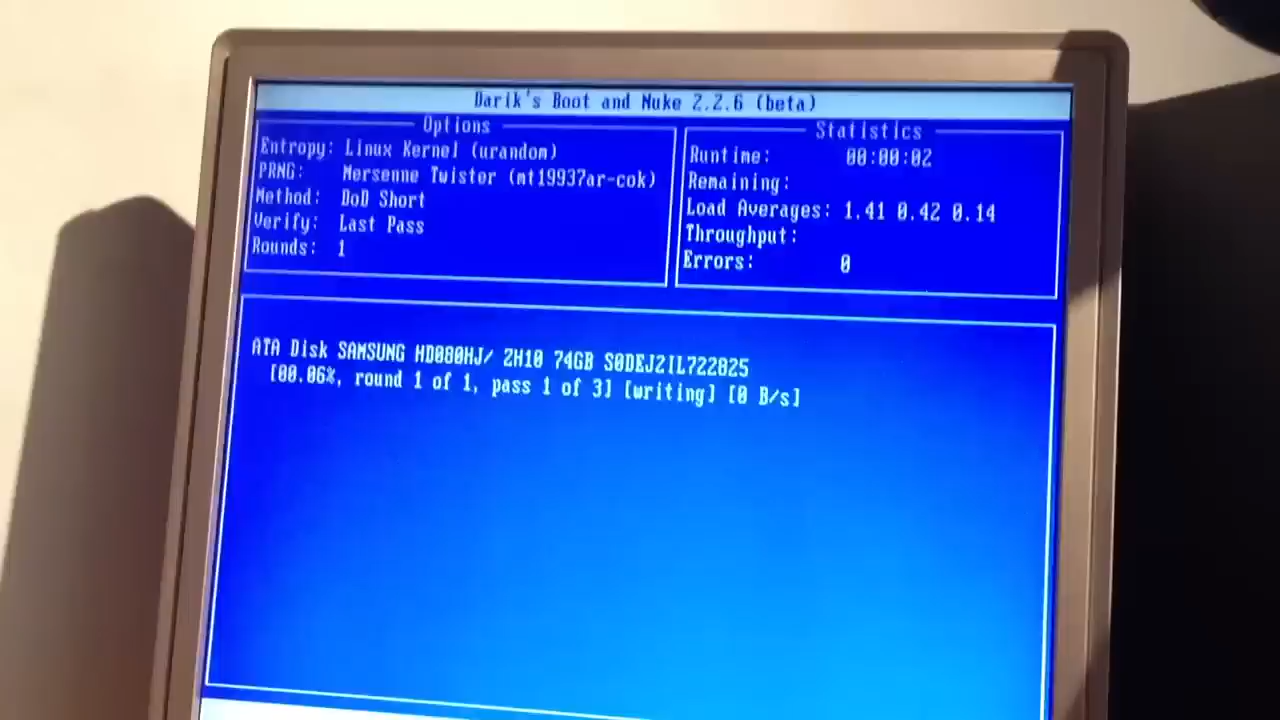 Darik's Boot and Nuke 2.2.6 (beta)
Options
Entropy: Linux Kernel (urandom)
PRNG: Mersenne Twister (mt19937ar-cok)
Method: DoD Short
Verify: Last Pass
Rounds: 1
Statistics
Runtime: 00:00:02
Remaining:
Load Averages: 1.41 0.42 0.14
Throughput:
Errors: 0
ATA Disk SAMSUNG HD080HJ/ ZH10 74GB S0DEJ2IL722825
[00.06%, round 1 of 1, pass 1 of 3] [writing] [0 B/s]